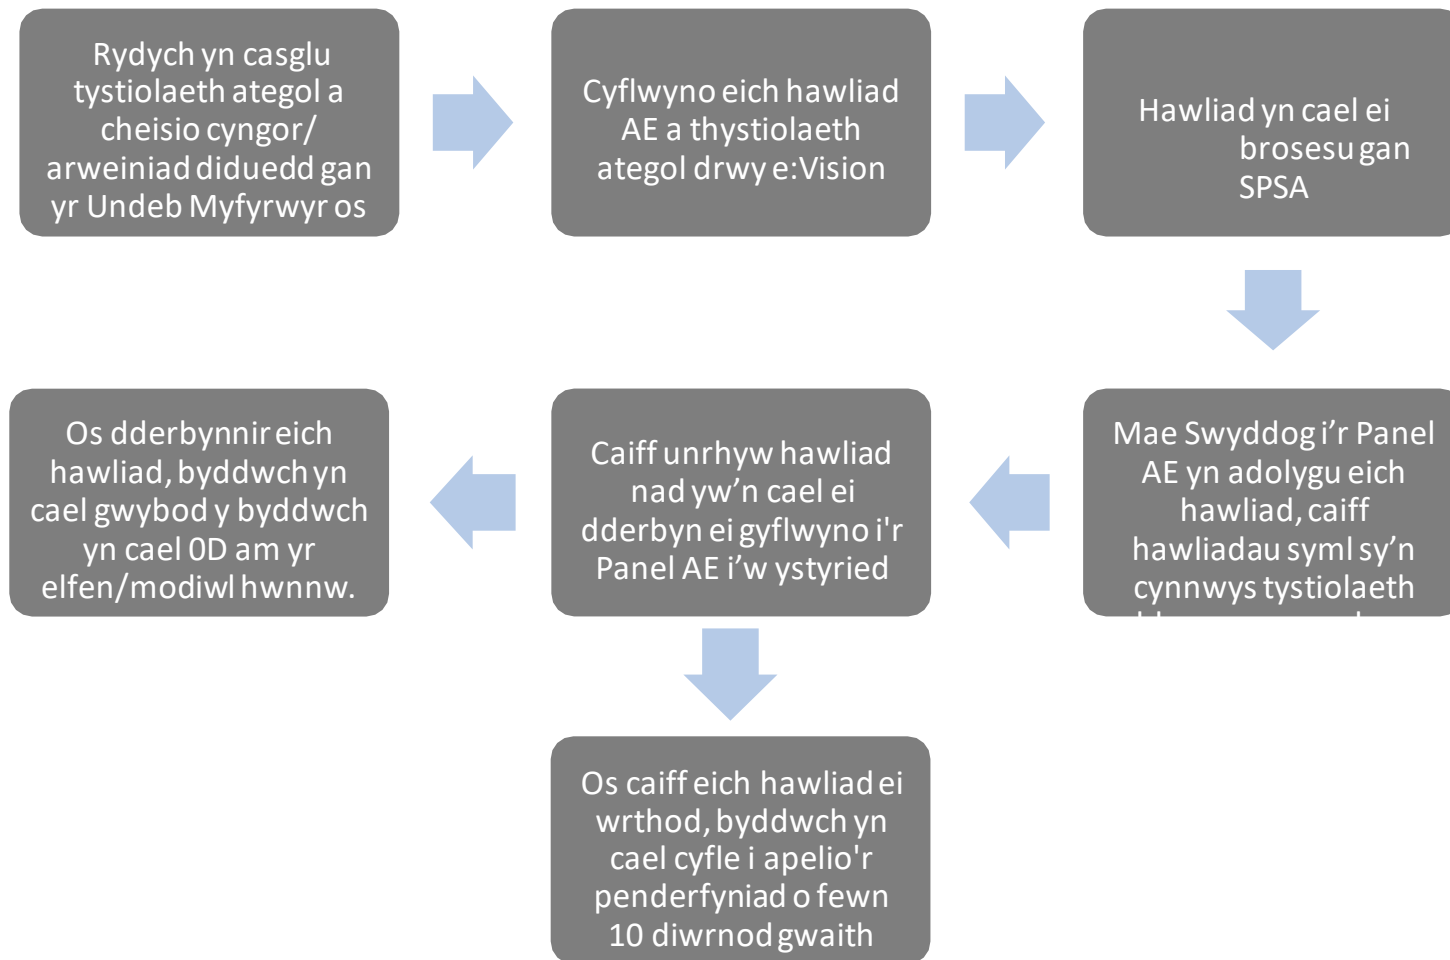 Rydych yn casglu
tystiolaeth ategol a
cheisio cyngor/
arweiniad diduedd gan
yr Undeb Myfyrwyr os
Cyflwyno eich hawliad
AE a thystiolaeth
ategol drwy e:Vision
Hawliad yn cael ei
brosesu gan
SPSA
Mae Swyddog i’r Panel
AE yn adolygu eich
hawliad, caiff
hawliadau syml sy’n
cynnwys tystiolaeth
Caiff unrhyw hawliad
nad yw’n cael ei
dderbyn ei gyflwyno i'r
Panel AE i’w ystyried
Os dderbynnir eich
hawliad, byddwch yn
cael gwybod y byddwch
yn cael 0D am yr
elfen/modiwl hwnnw.
Os caiff eich hawliad ei
wrthod, byddwch yn
cael cyfle i apelio'r
penderfyniad o fewn
10 diwrnod gwaith